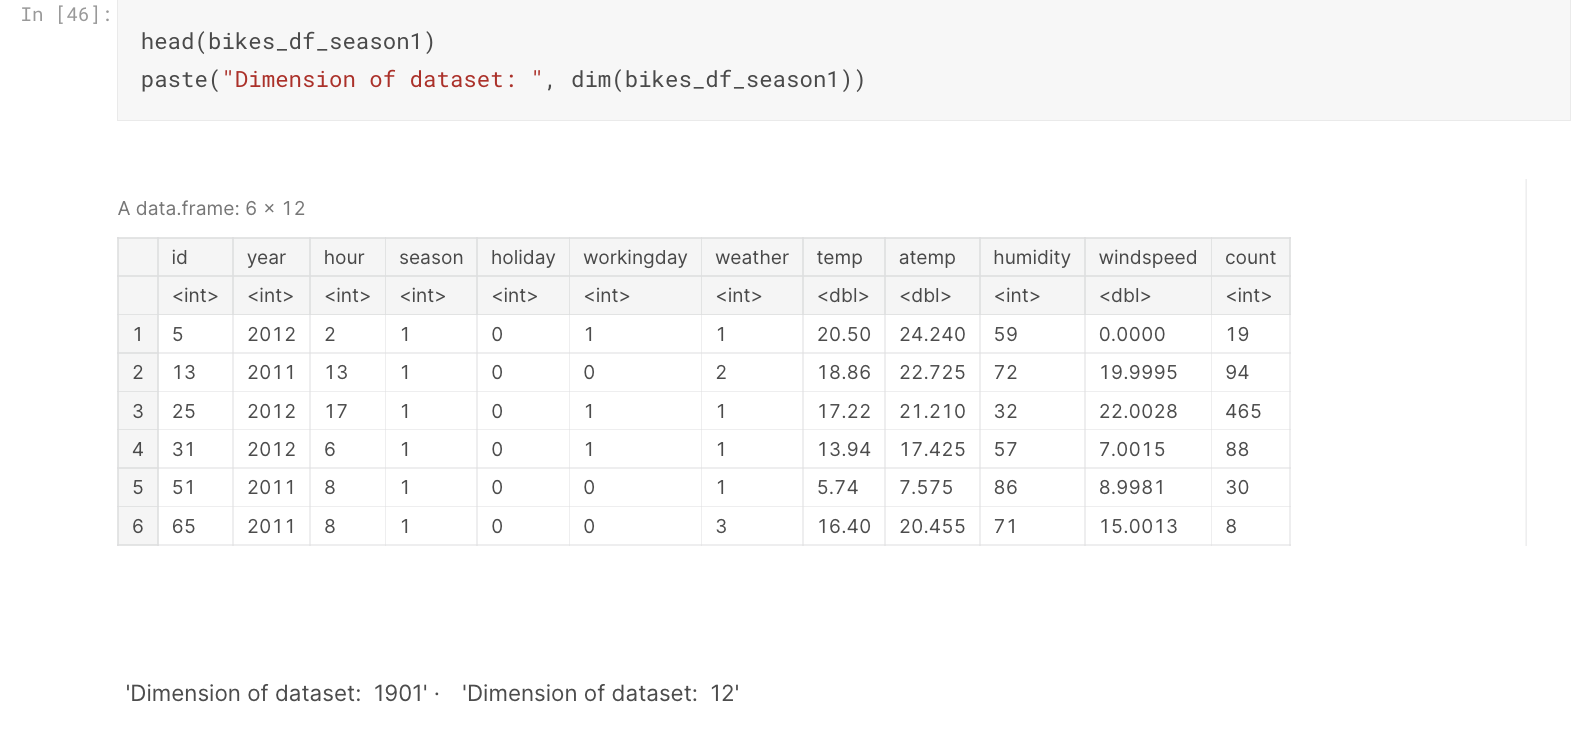 In [46]:
head(bikes_df_season1)
paste("Dimension of dataset: ", dim(bikes_df_season1))
A data.frame: 6 × 12
id year hour season holiday workingday weather temp atemp humidity windspeed count
<int> <int> <int> <int> <int> <int> <int> <dbl> <dbl> <int> <dbl> <int>
1 5 2012 2 1 0 1 1 20.50 24.240 59 0.0000 19
2 13 2011 13 1 0 0 2 18.86 22.725 72 19.9995 94
3 25 2012 17 1 0 1 1 17.22 21.210 32 22.0028 465
4 31 2012 6 1 0 1 1 13.94 17.425 57 7.0015 88
5 51 2011 8 1 0 0 1 5.74 7.575 86 8.9981 30
6 65 2011 8 1 0 0 3 16.40 20.455 71 15.0013 8
'Dimension of dataset:  1901' · 'Dimension of dataset:  12'